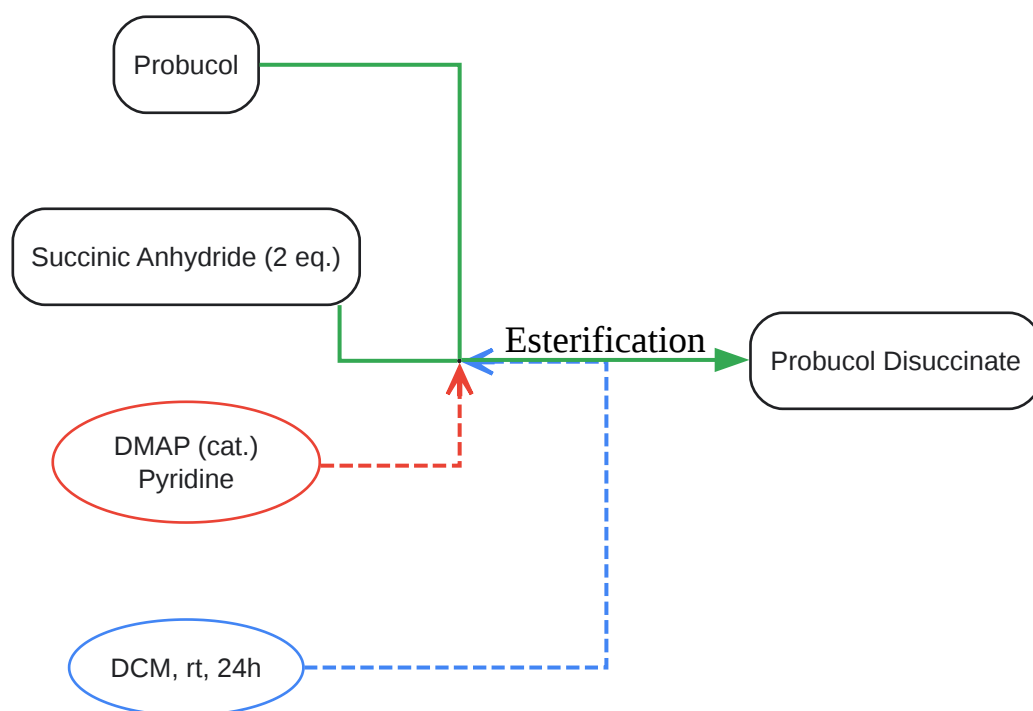 Probucol
Succinic Anhydride (2 eq.)
Esterification
Probucol Disuccinate
DMAP (cat.)
Pyridine
DCM, rt, 24h